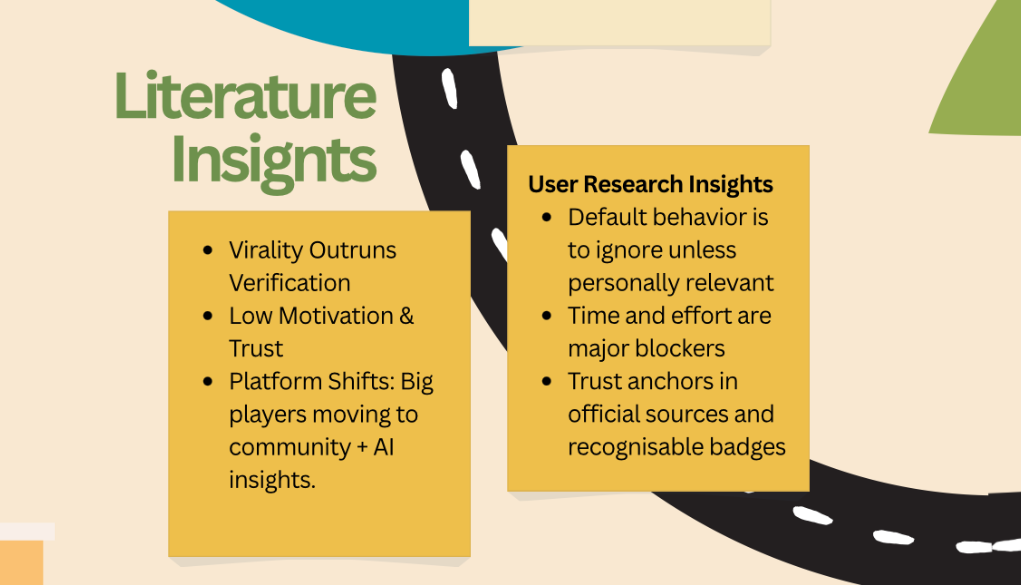 Literature
Insignts
• Virality Outruns
Verification
• Low Motivation &
Trust
• Platform Shifts: Big
players moving to
community + AI
insights.
User Research Insights
• Default behavior is
to ignore unless
personally relevant
• Time and effort are
major blockers
• Trust anchors in
official sources and
recognisable badges